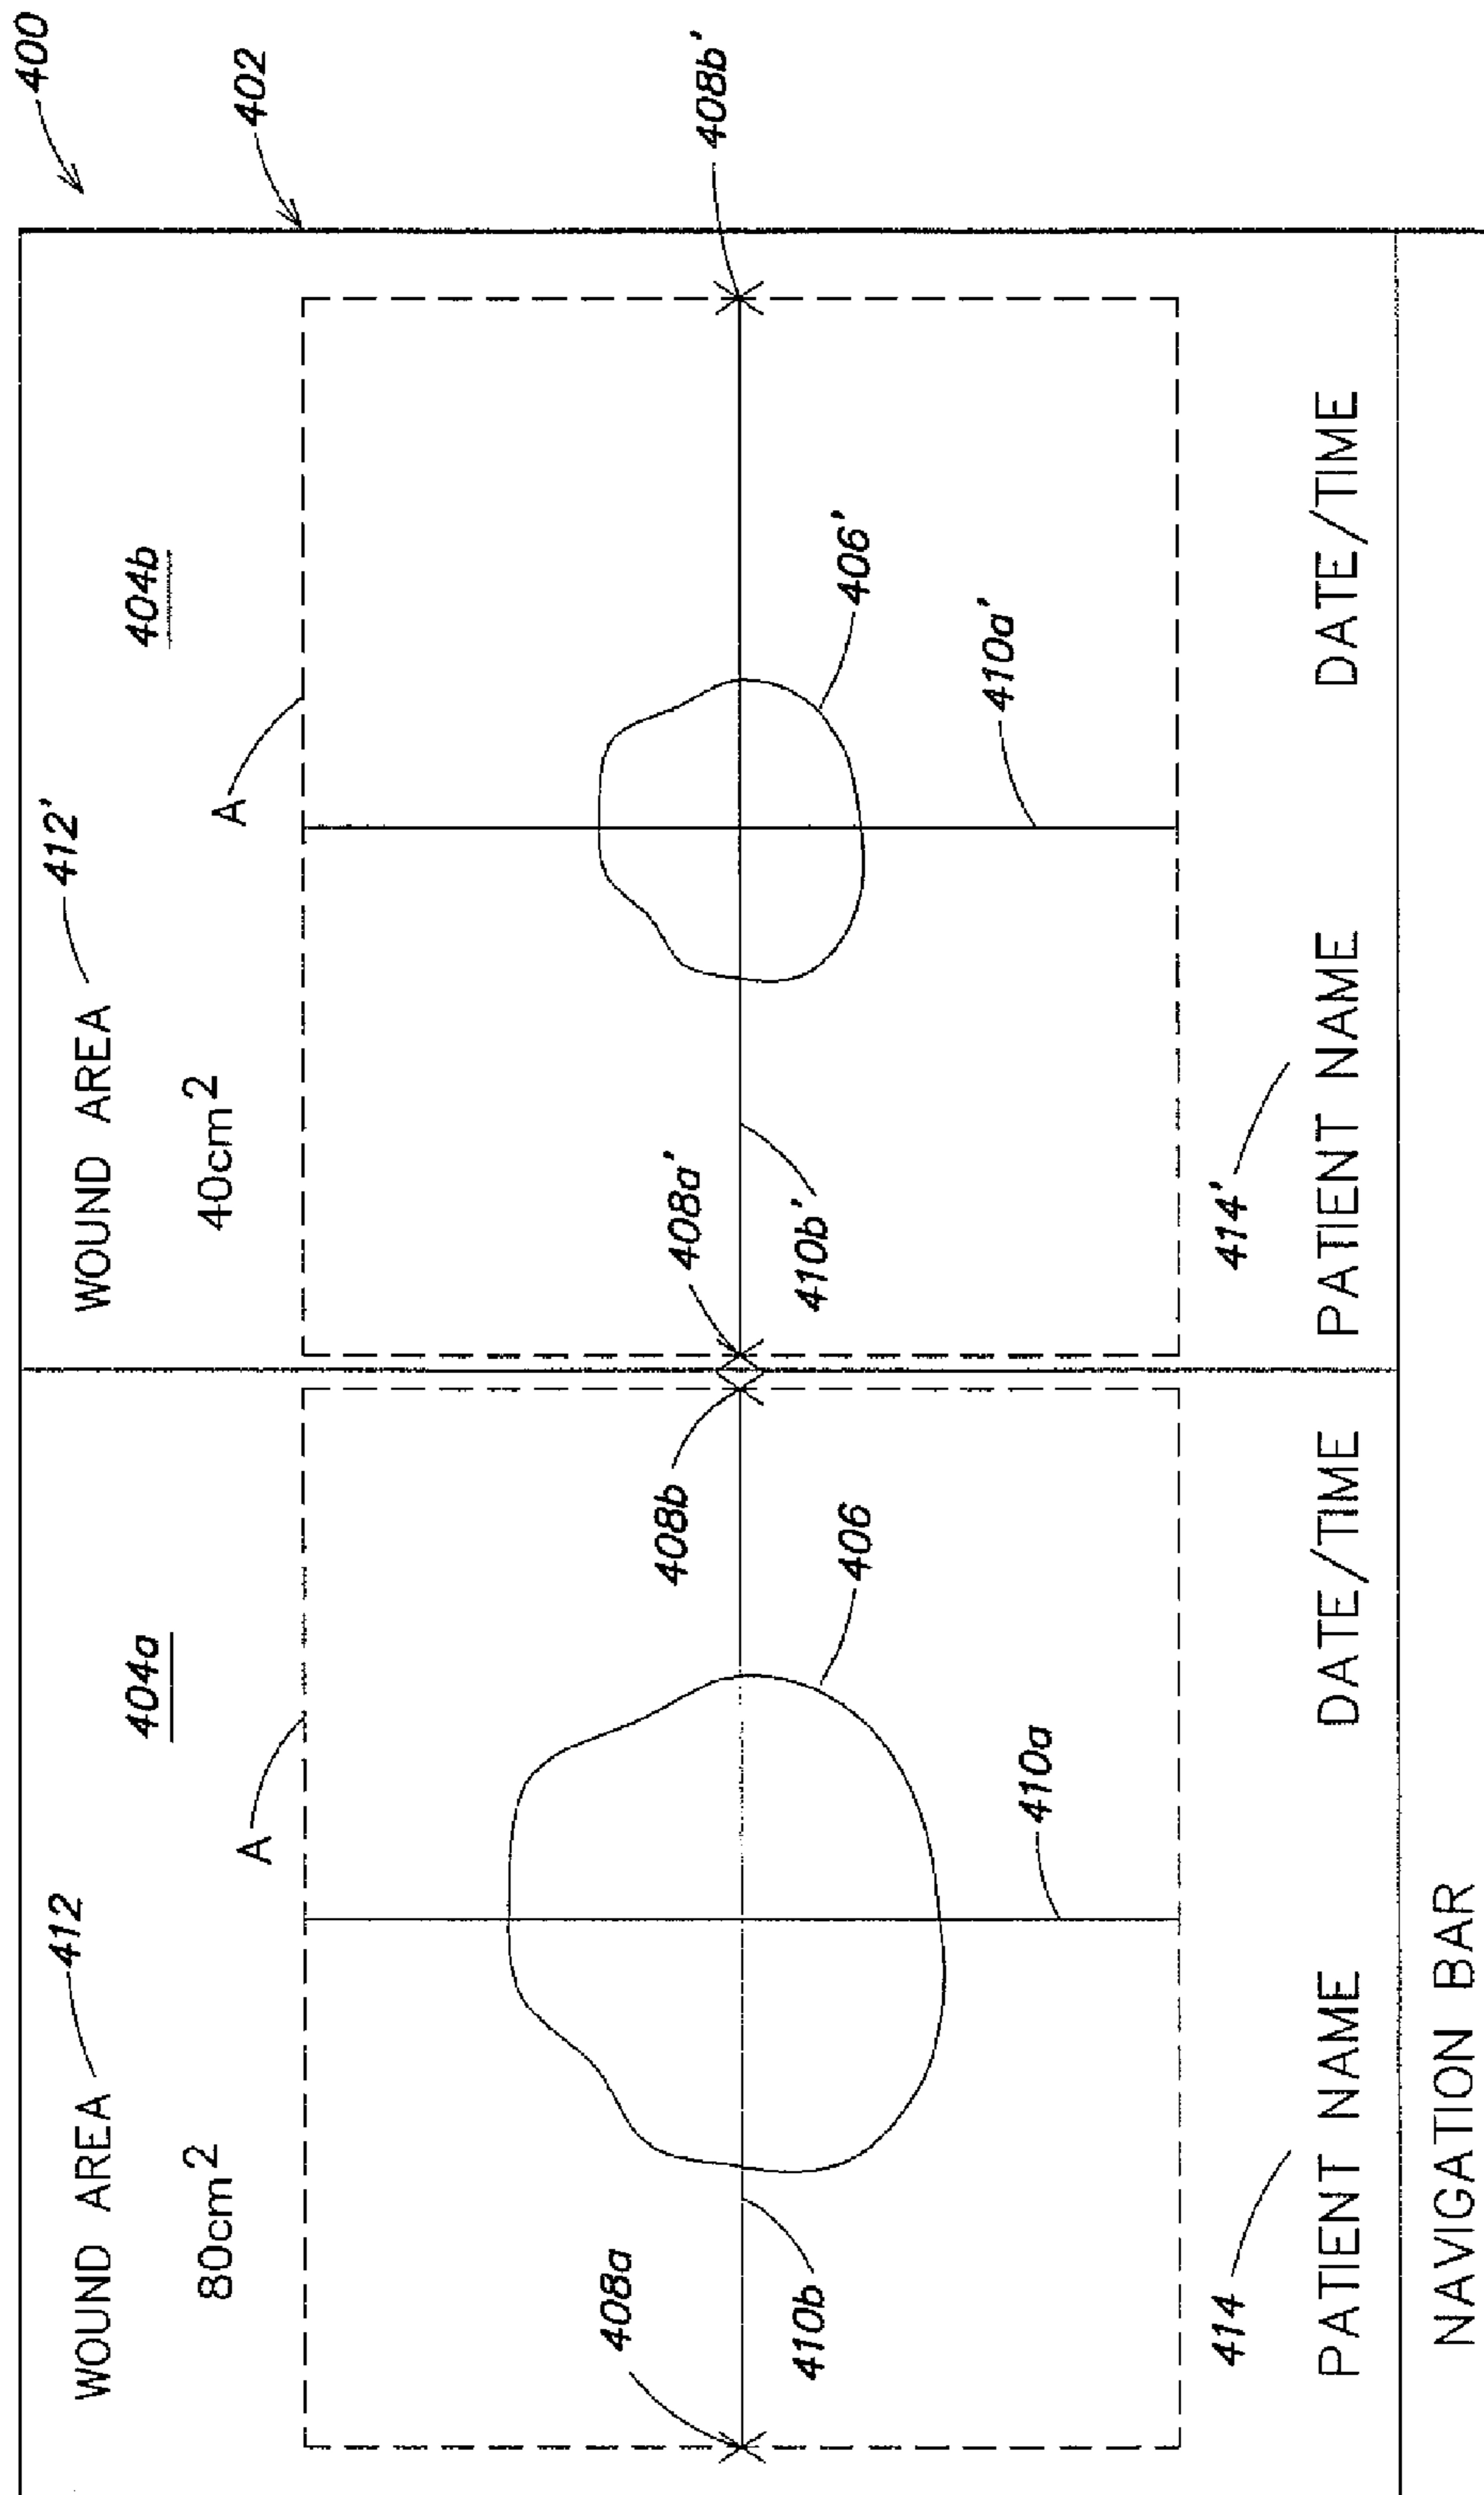 400
402
412
404a
412'
404b
WOUND AREA
WOUND AREA
80cm2
40cm2
A
A
408a
408b
408a'
408b'
410b
406
410b'
406'
410a
410a'
414
414'
PATIENT NAME
DATE/TIME
PATIENT NAME
DATE/TIME
NAVIGATION BAR